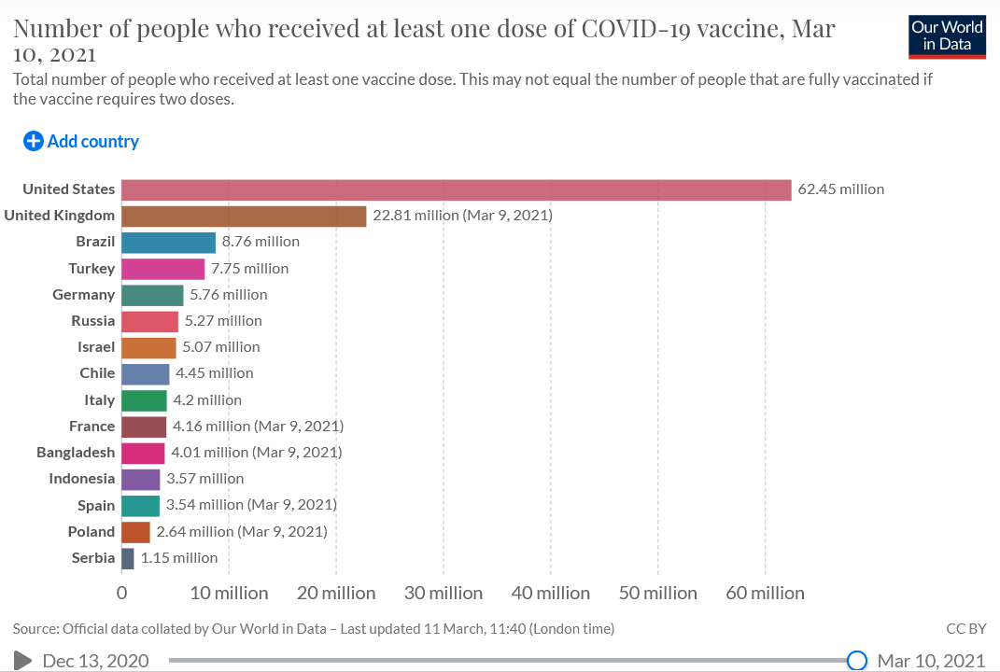 Number of people who received at least one dose of COVID-19 vaccine, Mar
10, 2021
Our World
in Data
Total number of people who received at least one vaccine dose. This may not equal the number of people that are fully vaccinated if
the vaccine requires two doses.
Add country
United States 62.45 million
United Kingdom 22.81 million (Mar 9, 2021)
Brazil 8.76 million
Turkey 7.75 million
Germany 5.76 million
Russia 5.27 million
Israel 5.07 million
Chile 4.45 million
Italy 4.2 million
France 4.16 million (Mar 9, 2021)
Bangladesh 4.01 million (Mar 9, 2021)
Indonesia 3.57 million
Spain 3.54 million (Mar 9, 2021)
Poland 2.64 million (Mar 9, 2021)
Serbia 1.15 million
0 10 million 20 million 30 million 40 million 50 million 60 million
Source: Official data collated by Our World in Data – Last updated 11 March, 11:40 (London time) CC BY
Dec 13, 2020 Mar 10, 2021